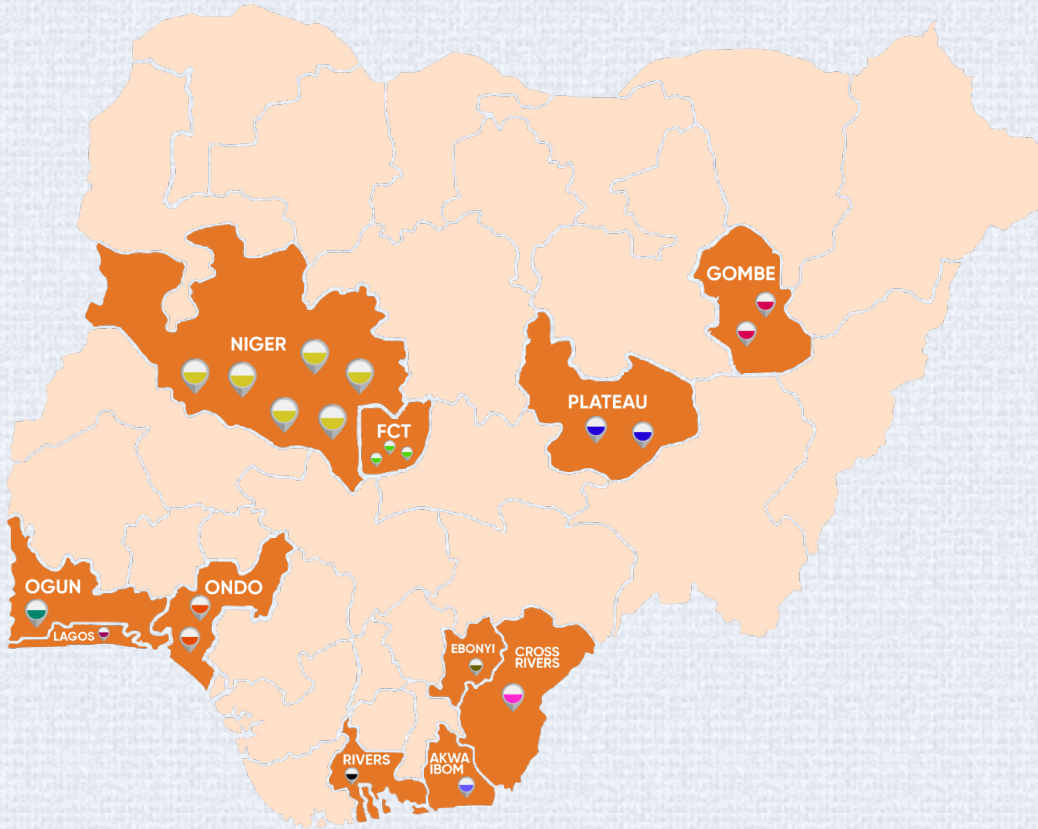 GOMBE
NIGER
PLATEAU
FCT
OGUN
ONDO
LAGOS
EBONYI
CROSS
RIVERS
RIVERS
AKWA
IBOM